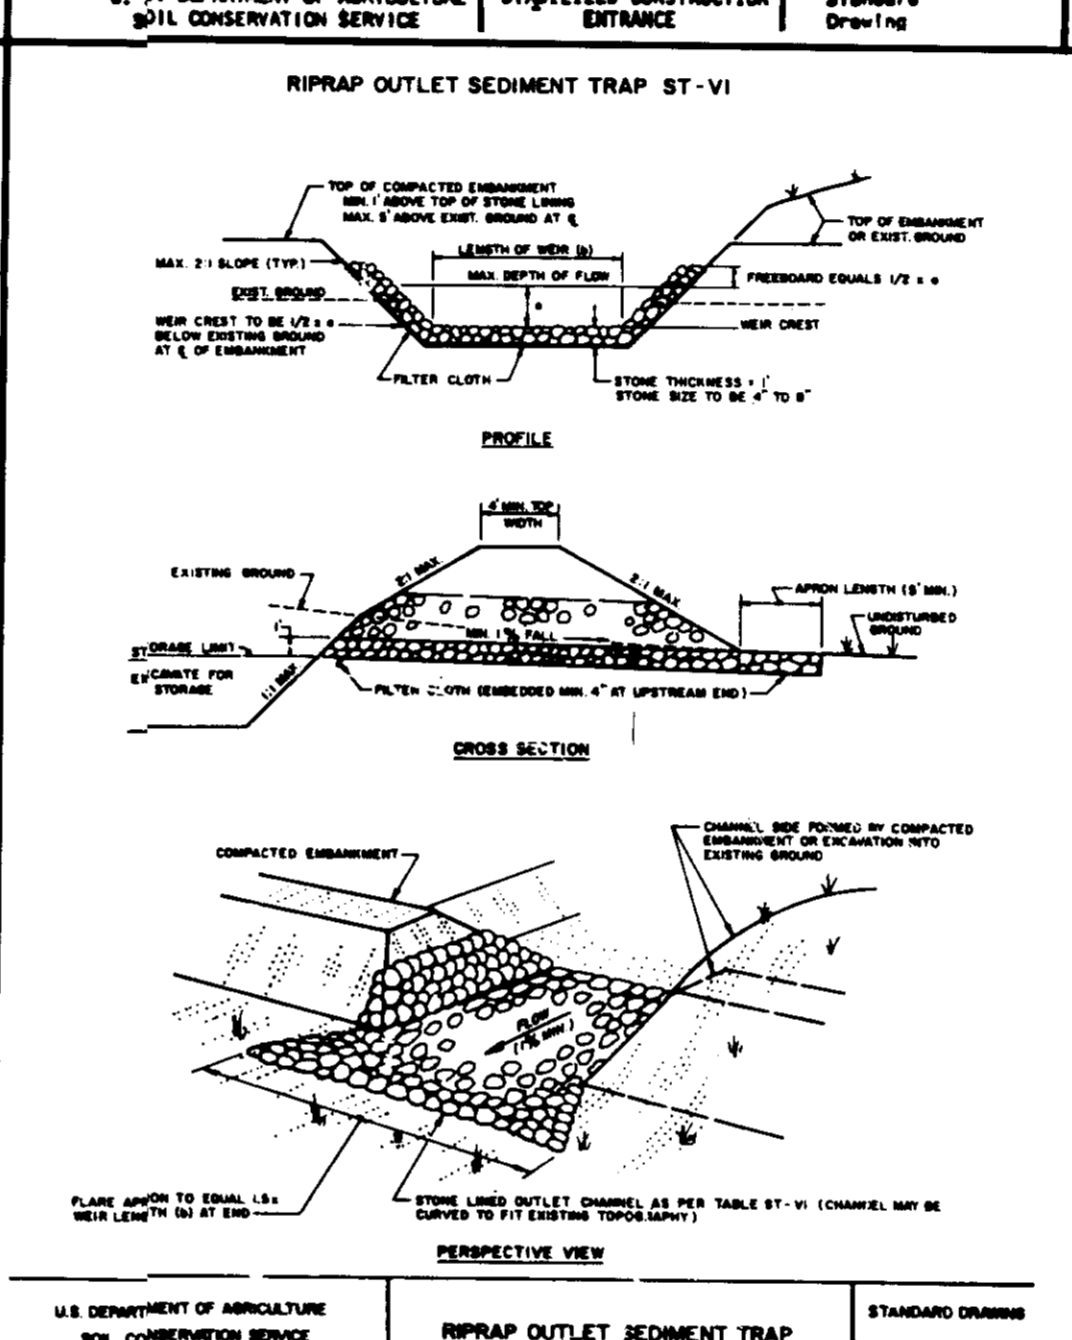 SOIL CONSERVATION SERVICE
ENTRANCE
Standard
Drawing
RIPRAP OUTLET SEDIMENT TRAP ST-VI
TOP OF COMPACTED EMBANKMENT
MIN. 1' ABOVE TOP OF STONE LINING
MAX. 5' ABOVE EXIST. GROUND AT ℄
TOP OF EMBANKMENT
OR EXIST. GROUND
LENGTH OF WEIR (b)
MAX. 2:1 SLOPE (TYP.)
MAX. DEPTH OF FLOW
FREEBOARD EQUALS 1/2 x a
EXIST. GROUND
a
WEIR CREST TO BE 1/2 x a
BELOW EXISTING GROUND
AT ℄ OF EMBANKMENT
WEIR CREST
FILTER CLOTH
STONE THICKNESS = 1'
STONE SIZE TO BE 4" TO 8"
PROFILE
4' MIN. TOP
WIDTH
EXISTING GROUND
2:1 MAX.
2:1 MAX
APRON LENGTH (5' MIN.)
UNDISTURBED
GROUND
1'
MIN. 1% FALL
STORAGE LIMIT
EXCAVATE FOR
STORAGE
1:1 MAX.
FILTER CLOTH (EMBEDDED MIN. 4" AT UPSTREAM END)
CROSS SECTION
CHANNEL SIDE FORMED BY COMPACTED
EMBANKMENT OR EXCAVATION INTO
EXISTING GROUND
COMPACTED EMBANKMENT
FLOW
(1% MIN.)
FLARE APRON TO EQUAL 1.5x
WEIR LENGTH (b) AT END
STONE LINED OUTLET CHANNEL AS PER TABLE ST-VI (CHANNEL MAY BE
CURVED TO FIT EXISTING TOPOGRAPHY)
PERSPECTIVE VIEW
U.S. DEPARTMENT OF AGRICULTURE
SOIL CONSERVATION SERVICE
RIPRAP OUTLET SEDIMENT TRAP
STANDARD DRAWING